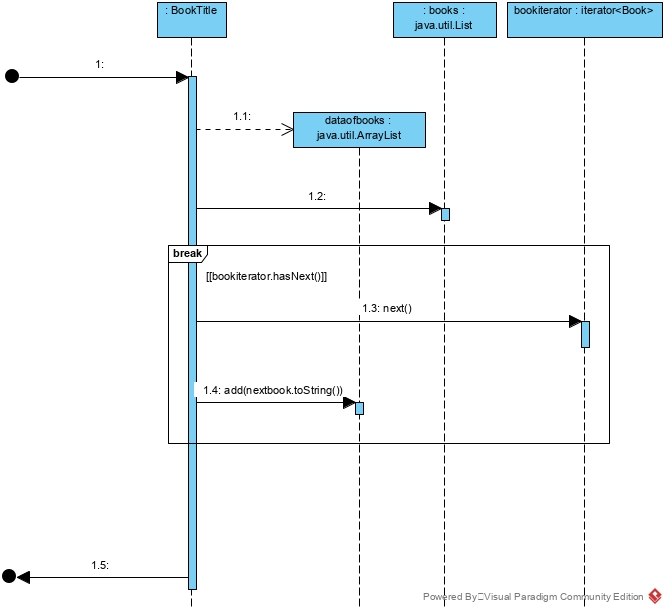 : BookTitle
: books :
java.util.List
bookiterator : iterator<Book>
1:
1.1:
dataofbooks :
java.util.ArrayList
1.2:
break
[[bookiterator.hasNext()]]
1.3: next()
1.4: add(nextbook.toString())
1.5:
Powered By Visual Paradigm Community Edition